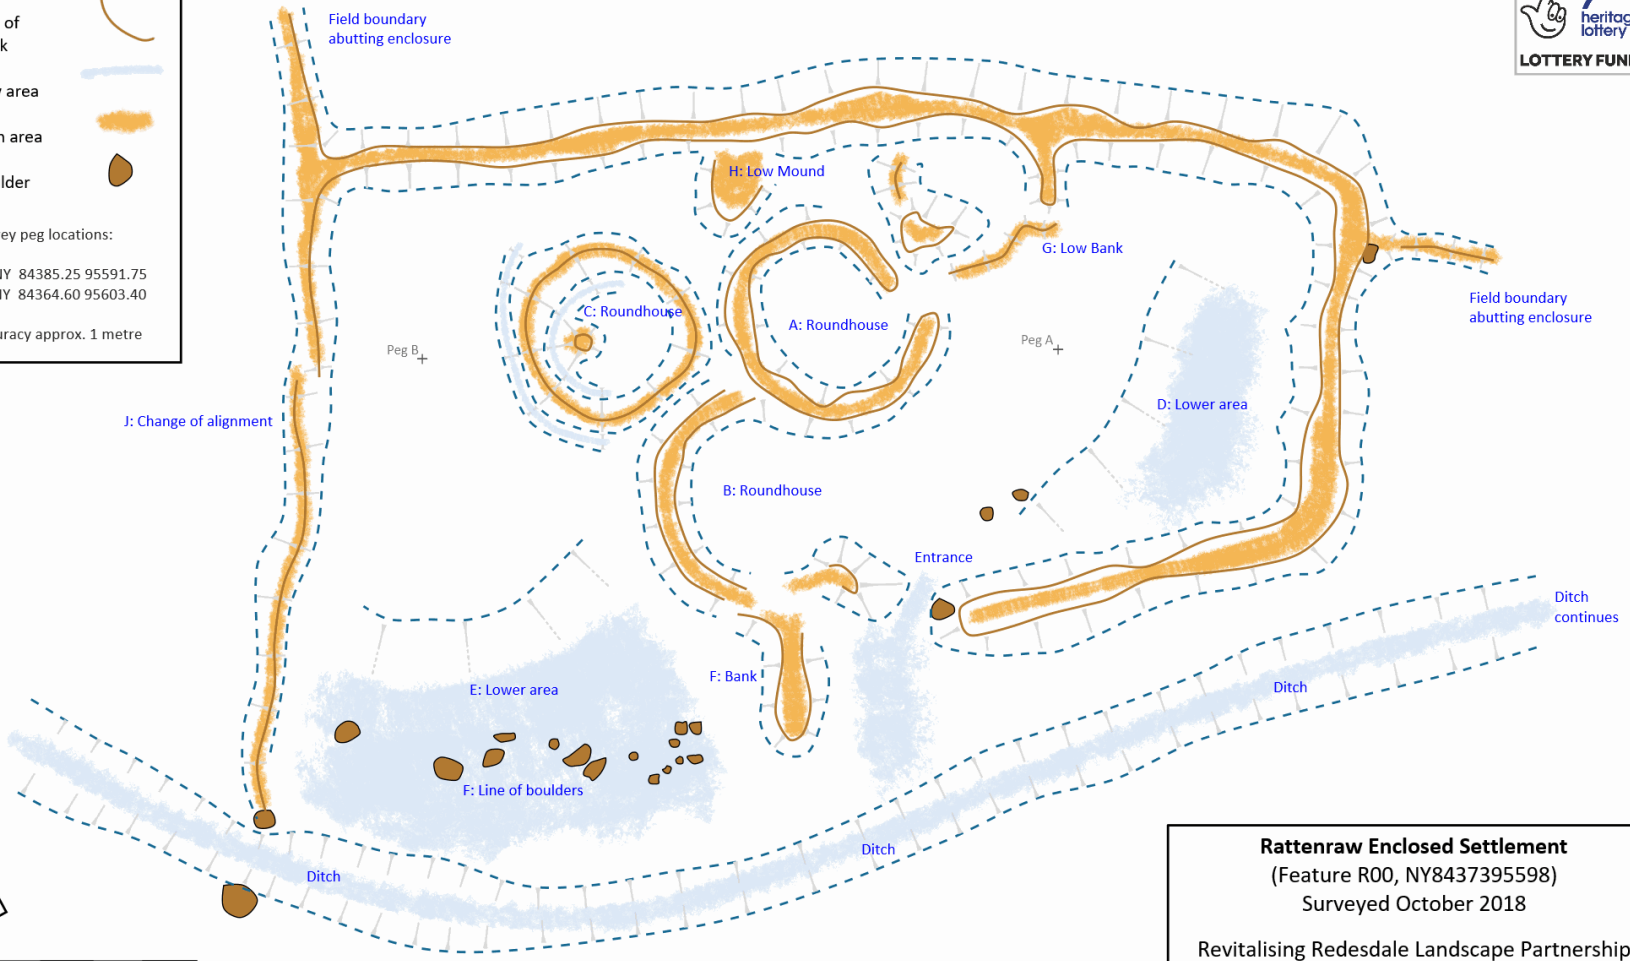 of
k
area
n area
lder
ey peg locations:
NY 84385.25 95591.75
NY 84364.60 95603.40
uracy approx. 1 metre
Field boundary
abutting enclosure
heritag
lottery
LOTTERY FUN
H: Low Mound
G: Low Bank
C: Roundhouse
A: Roundhouse
Peg B
Peg A
Field boundary
abutting enclosure
J: Change of alignment
D: Lower area
B: Roundhouse
Entrance
Ditch
continues
F: Bank
E: Lower area
Ditch
F: Line of boulders
Ditch
Ditch
Rattenraw Enclosed Settlement
(Feature R00, NY8437395598)
Surveyed October 2018
Revitalising Redesdale Landscape Partnership